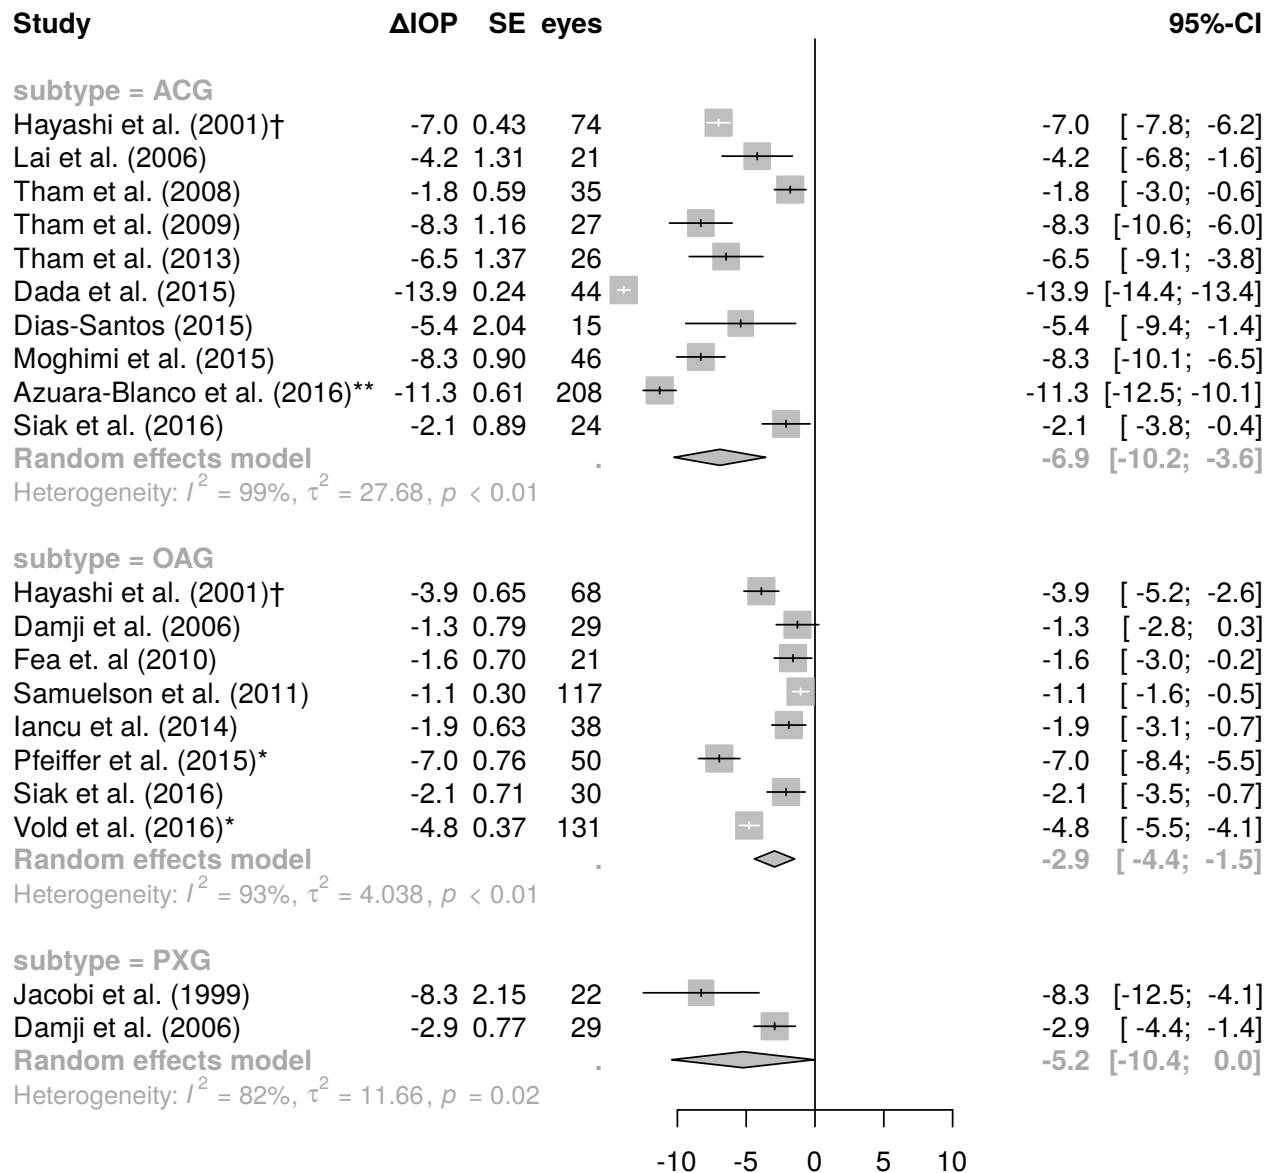 Study ΔIOP SE eyes 95%-CI
subtype = ACG
Hayashi et al. (2001)† -7.0 0.43 74 -7.0 [ -7.8; -6.2]
Lai et al. (2006) -4.2 1.31 21 -4.2 [ -6.8; -1.6]
Tham et al. (2008) -1.8 0.59 35 -1.8 [ -3.0; -0.6]
Tham et al. (2009) -8.3 1.16 27 -8.3 [-10.6; -6.0]
Tham et al. (2013) -6.5 1.37 26 -6.5 [ -9.1; -3.8]
Dada et al. (2015) -13.9 0.24 44 -13.9 [-14.4; -13.4]
Dias-Santos (2015) -5.4 2.04 15 -5.4 [ -9.4; -1.4]
Moghimi et al. (2015) -8.3 0.90 46 -8.3 [-10.1; -6.5]
Azuara-Blanco et al. (2016)** -11.3 0.61 208 -11.3 [-12.5; -10.1]
Siak et al. (2016) -2.1 0.89 24 -2.1 [ -3.8; -0.4]
Random effects model . -6.9 [-10.2; -3.6]
Heterogeneity: I² = 99%, τ² = 27.68, p < 0.01
subtype = OAG
Hayashi et al. (2001)† -3.9 0.65 68 -3.9 [ -5.2; -2.6]
Damji et al. (2006) -1.3 0.79 29 -1.3 [ -2.8; 0.3]
Fea et. al (2010) -1.6 0.70 21 -1.6 [ -3.0; -0.2]
Samuelson et al. (2011) -1.1 0.30 117 -1.1 [ -1.6; -0.5]
Iancu et al. (2014) -1.9 0.63 38 -1.9 [ -3.1; -0.7]
Pfeiffer et al. (2015)* -7.0 0.76 50 -7.0 [ -8.4; -5.5]
Siak et al. (2016) -2.1 0.71 30 -2.1 [ -3.5; -0.7]
Vold et al. (2016)* -4.8 0.37 131 -4.8 [ -5.5; -4.1]
Random effects model . -2.9 [ -4.4; -1.5]
Heterogeneity: I² = 93%, τ² = 4.038, p < 0.01
subtype = PXG
Jacobi et al. (1999) -8.3 2.15 22 -8.3 [-12.5; -4.1]
Damji et al. (2006) -2.9 0.77 29 -2.9 [ -4.4; -1.4]
Random effects model . -5.2 [-10.4; 0.0]
Heterogeneity: I² = 82%, τ² = 11.66, p = 0.02
-10 -5 0 5 10